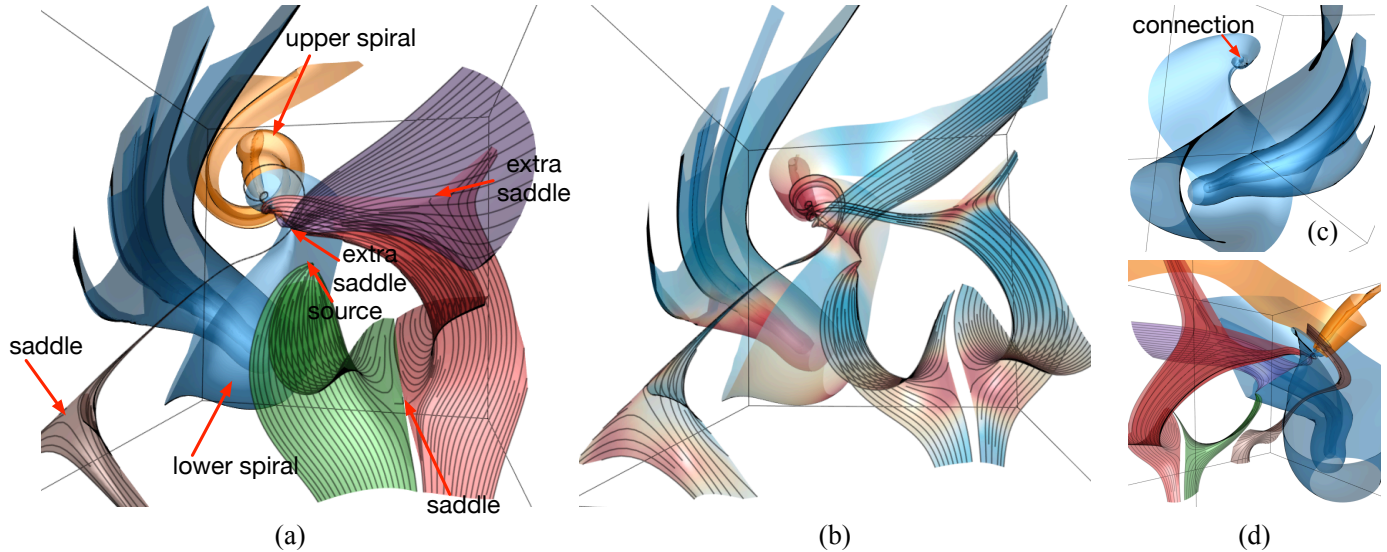 upper spiral
extra
saddle
extra
saddle
source
saddle
lower spiral
saddle
(a)
(b)
connection
(c)
(d)